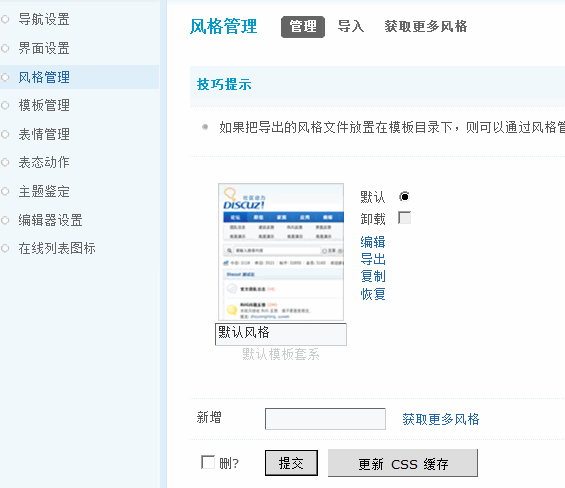 导航设置
界面设置
风格管理
模板管理
表情管理
表态动作
主题鉴定
编辑器设置
在线列表图标
风格管理 管理 导入 获取更多风格
技巧提示
如果把导出的风格文件放置在模板目录下，则可以通过风格管
DISCUZ!
默认
卸载
编辑
导出
复制
恢复
默认风格
默认模板套系
新增 获取更多风格
删? 提交 更新 CSS 缓存